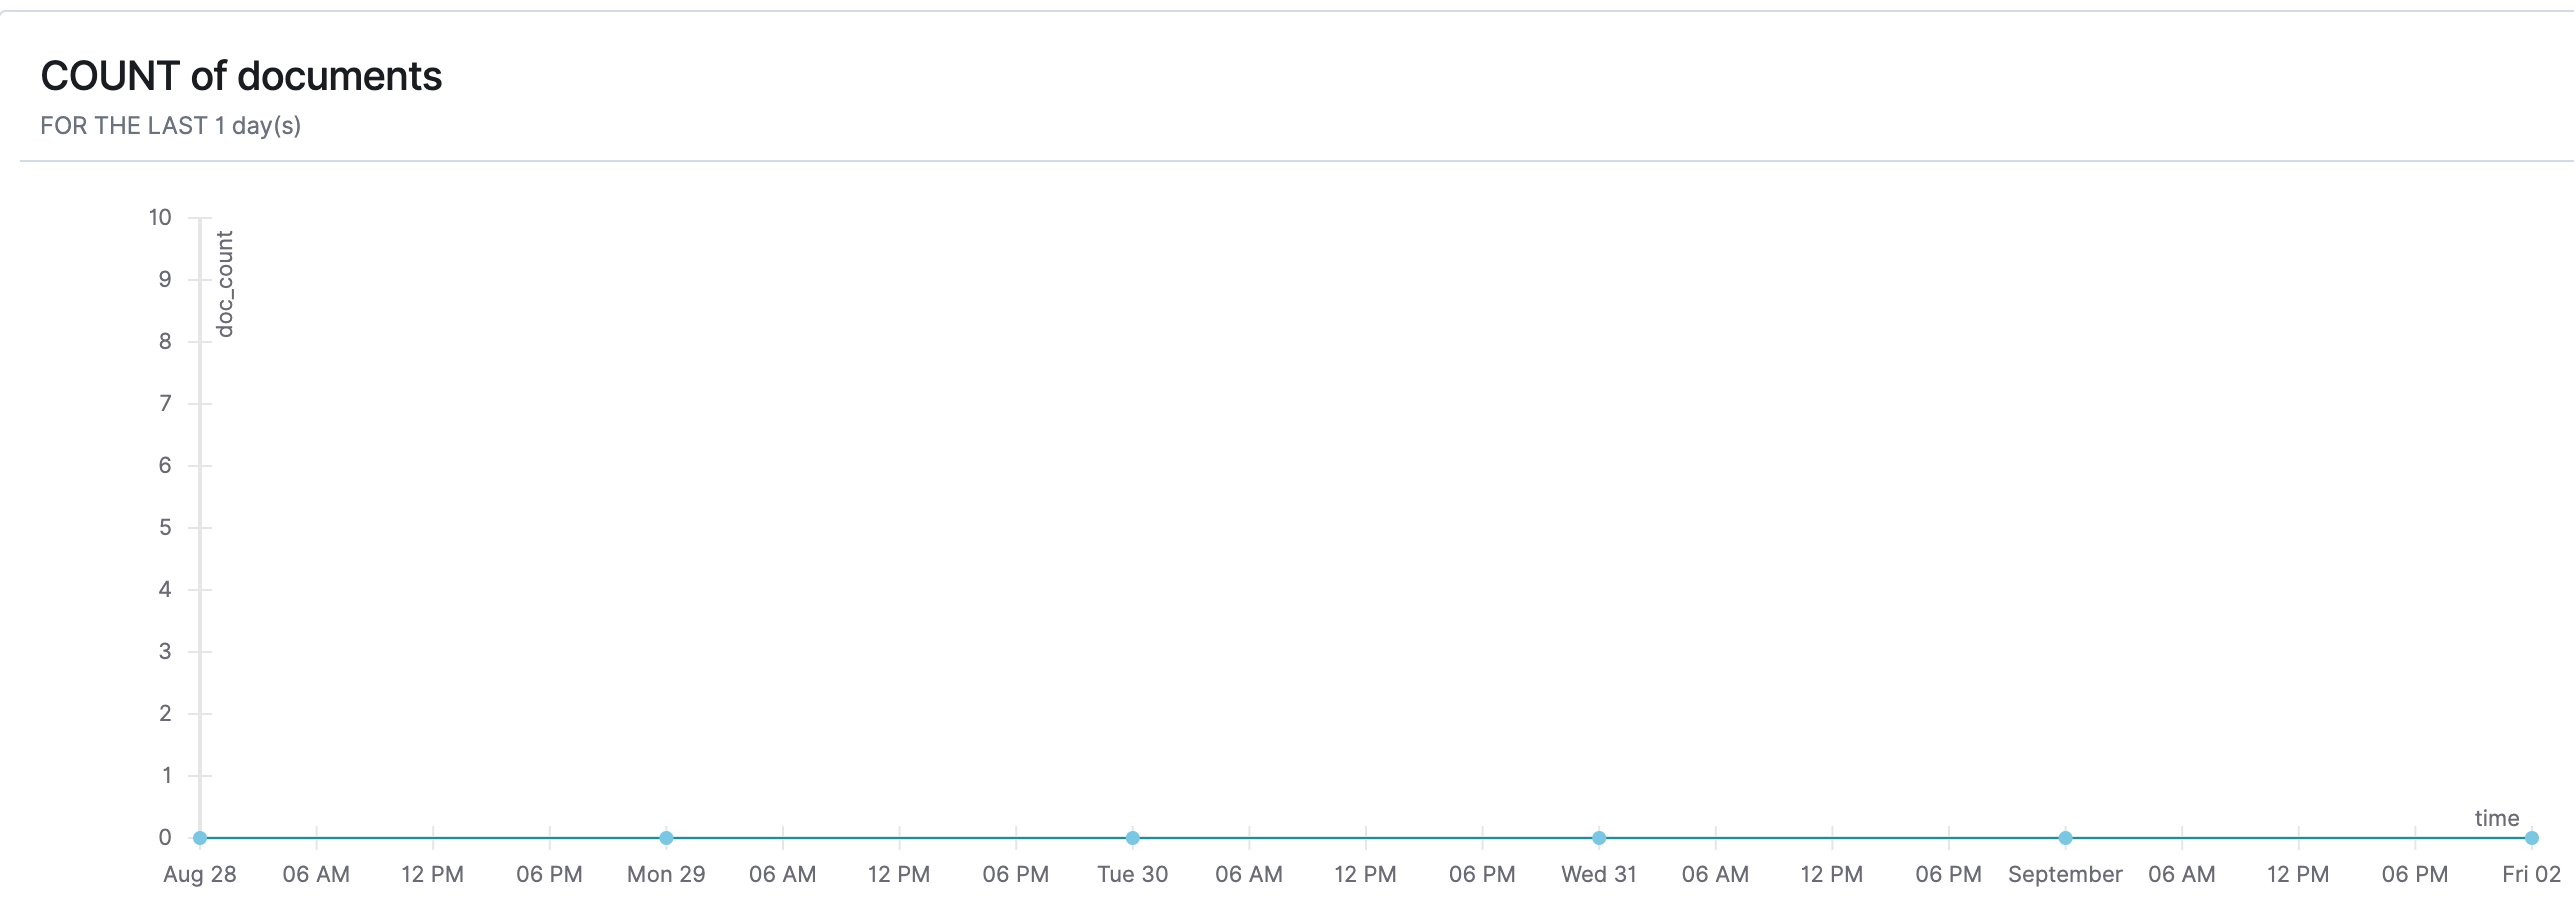 COUNT of documents
FOR THE LAST 1 day(s)
10
9
8
7
6
5
4
3
2
1
0
doc_count
time
Aug 28 06 AM 12 PM 06 PM Mon 29 06 AM 12 PM 06 PM Tue 30 06 AM 12 PM 06 PM Wed 31 06 AM 12 PM 06 PM September 06 AM 12 PM 06 PM Fri 02